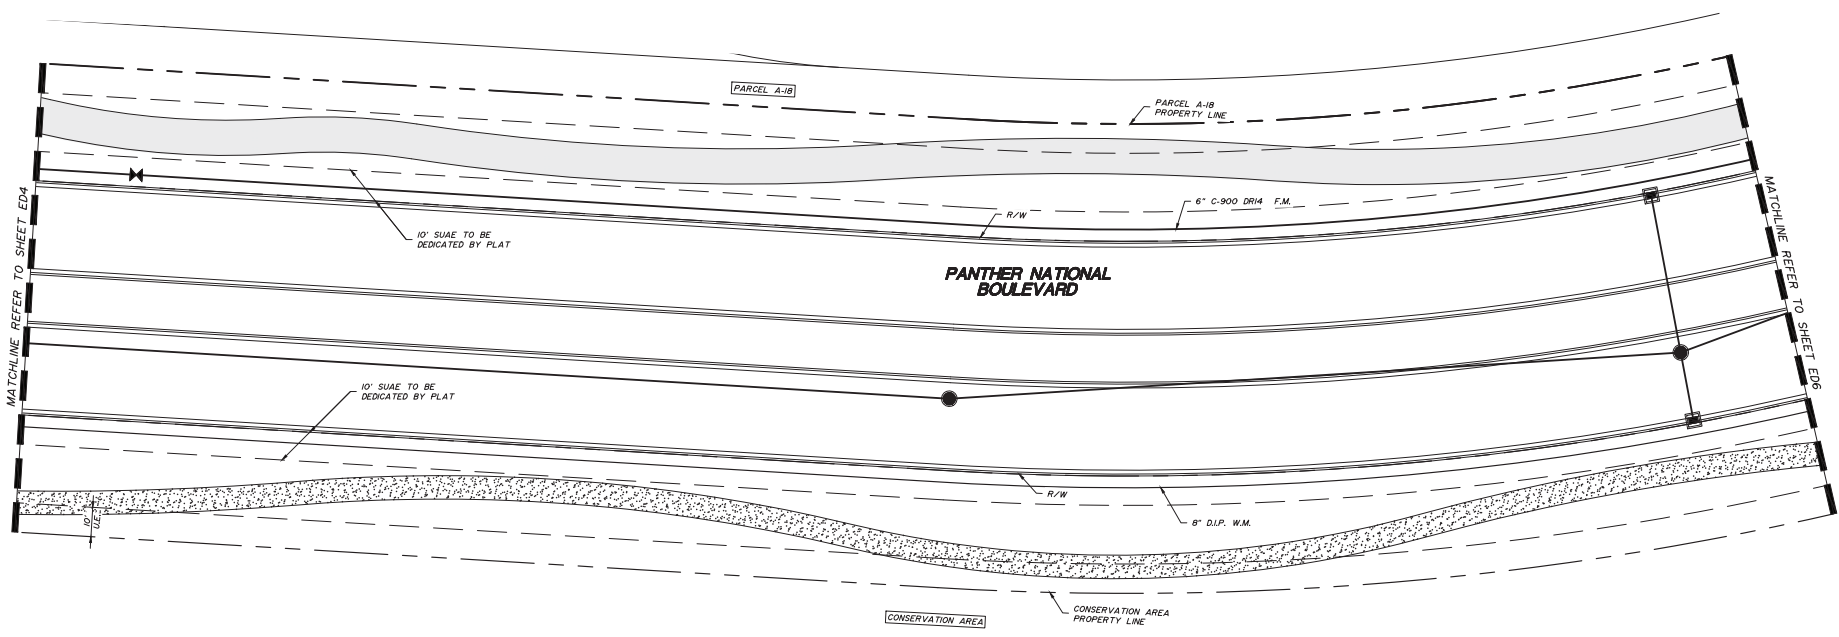 PARCEL A-18
PARCEL A-18
PROPERTY LINE
MATCHLINE REFER TO SHEET ED4
MATCHLINE REFER TO SHEET ED6
6" C-900 DR14 F.M.
R/W
10' SUAE TO BE
DEDICATED BY PLAT
PANTHER NATIONAL
BOULEVARD
10' SUAE TO BE
DEDICATED BY PLAT
R/W
8" D.I.P. W.M.
10'
U.E.
CONSERVATION AREA
PROPERTY LINE
CONSERVATION AREA